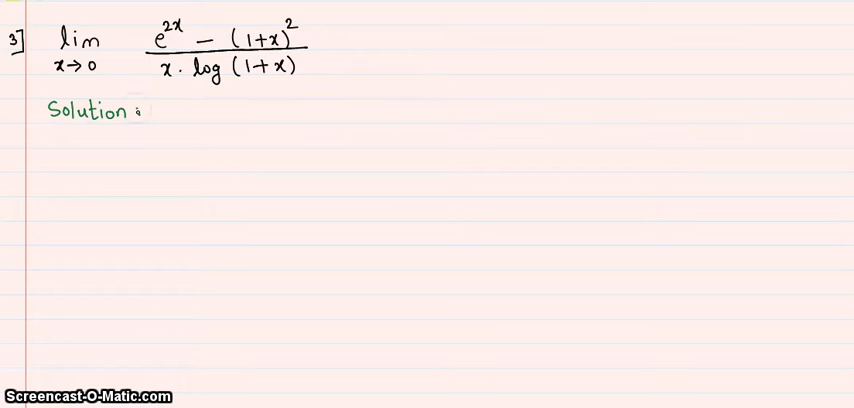 3] lim e^{2x} - (1+x)^2
x→0 x . log (1+x)
Solution :
Screencast-O-Matic.com